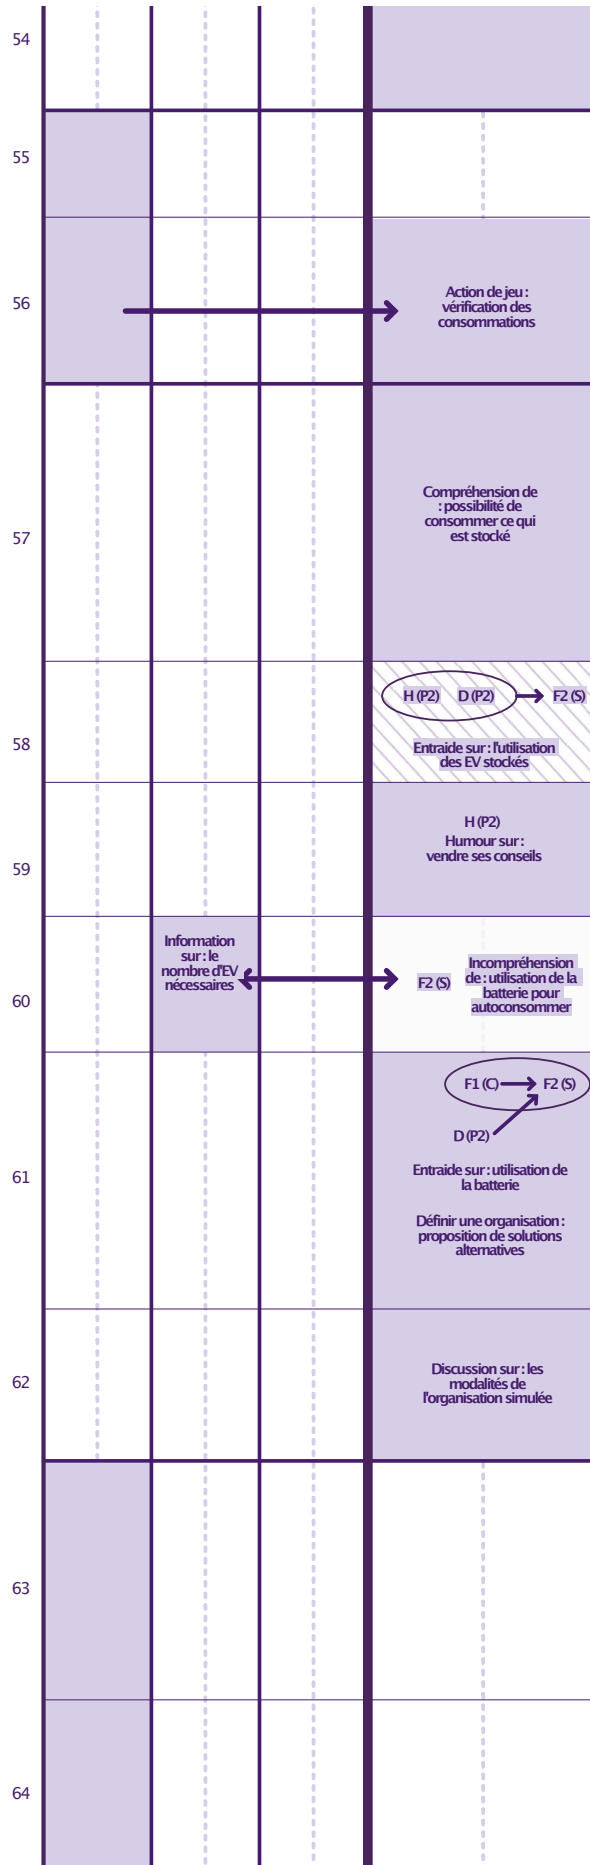 54
55
56
Action de jeu :
vérification des
consommations
57
Compréhension de
: possibilité de
consommer ce qui
est stocké
58
H (P2) D (P2) F2 (S)
Entraide sur : l'utilisation
des EV stockés
59
H (P2)
Humour sur :
vendre ses conseils
60
Information
sur : le
nombre d'EV
nécessaires
F2 (S)
Incompréhension
de : utilisation de la
batterie pour
autoconsommer
61
F1 (C) F2 (S)
D (P2)
Entraide sur : utilisation de
la batterie
Définir une organisation :
proposition de solutions
alternatives
62
Discussion sur : les
modalités de
l'organisation simulée
63
64